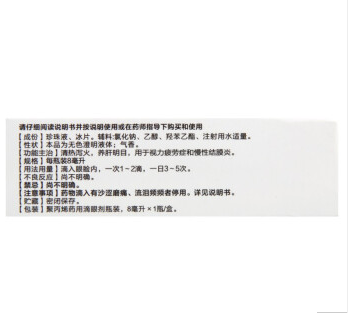 请仔细阅读说明书并按说明使用或在药师指导下购买和使用
【成份】珍珠液、冰片。辅料:氯化钠，乙醇、羟苯乙酯、注射用水适量。
【性状】本品为无色澄明液体；气香。
【功能主治】清热泻火，养肝明目，用于视力疲劳症和慢性结膜炎。
【规格】每瓶装8毫升
【用法用量】滴入眼睑内，一次1~2滴，一日3~5次。
【不良反应】尚不明确。
【禁忌】尚不明确。
【注意事项】药物滴入有沙涩磨痛、流泪频频者停用。详见说明书。
【贮藏】密闭保存。
【包装】聚丙烯药用滴眼剂瓶装，8毫升×1瓶/盒。